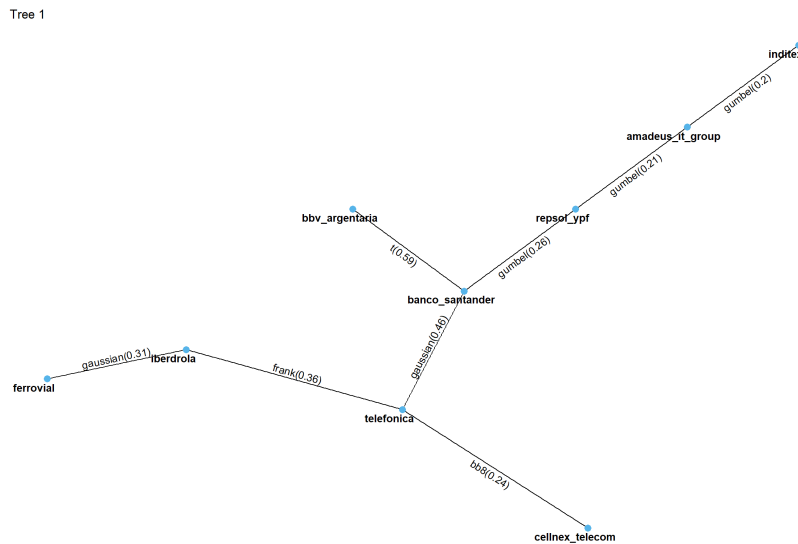 Tree 1
inditex
gumbel(0.2)
amadeus_it_group
gumbel(0.21)
bbv_argentaria
repsol_ypf
t(0.59)
gumbel(0.26)
banco_santander
gaussian(0.46)
gaussian(0.31)
iberdrola
frank(0.36)
ferrovial
telefonica
bb8(0.24)
cellnex_telecom